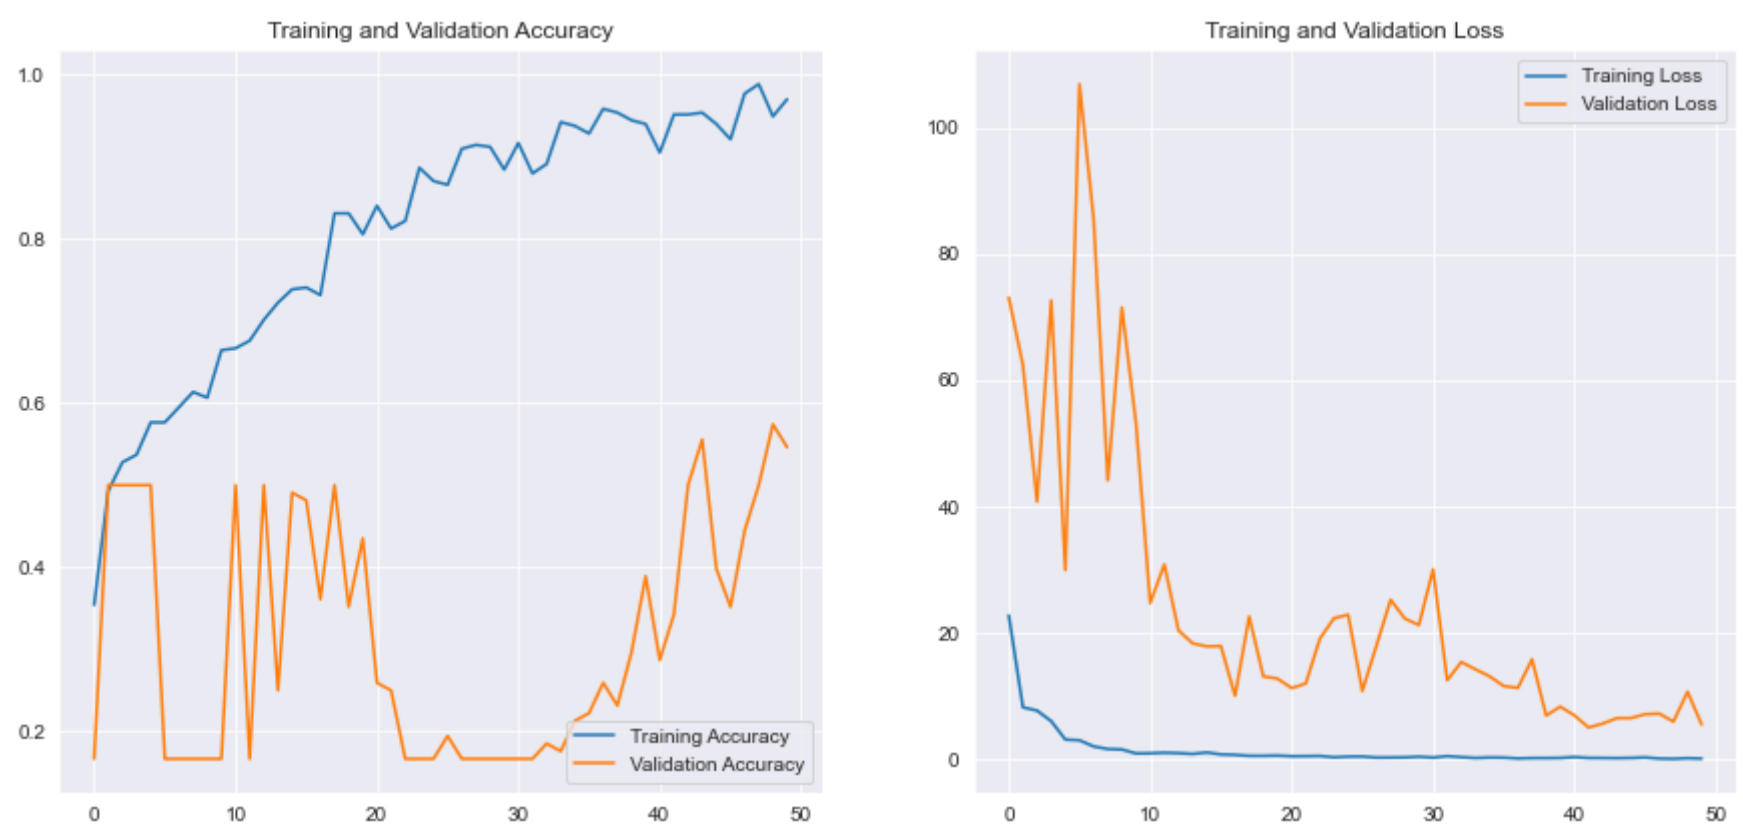 Training and Validation Accuracy
1.0
0.8
0.6
0.4
0.2
0 10 20 30 40 50
Training Accuracy
Validation Accuracy
Training and Validation Loss
100
80
60
40
20
0
0 10 20 30 40 50
Training Loss
Validation Loss